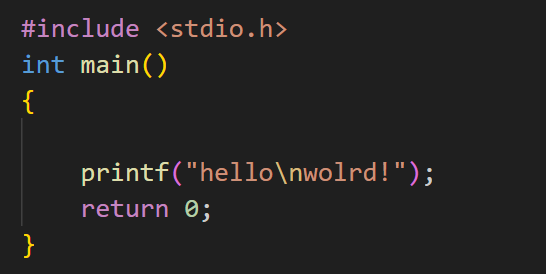 #include <stdio.h>
int main()
{
printf("hello\nwolrd!");
return 0;
}